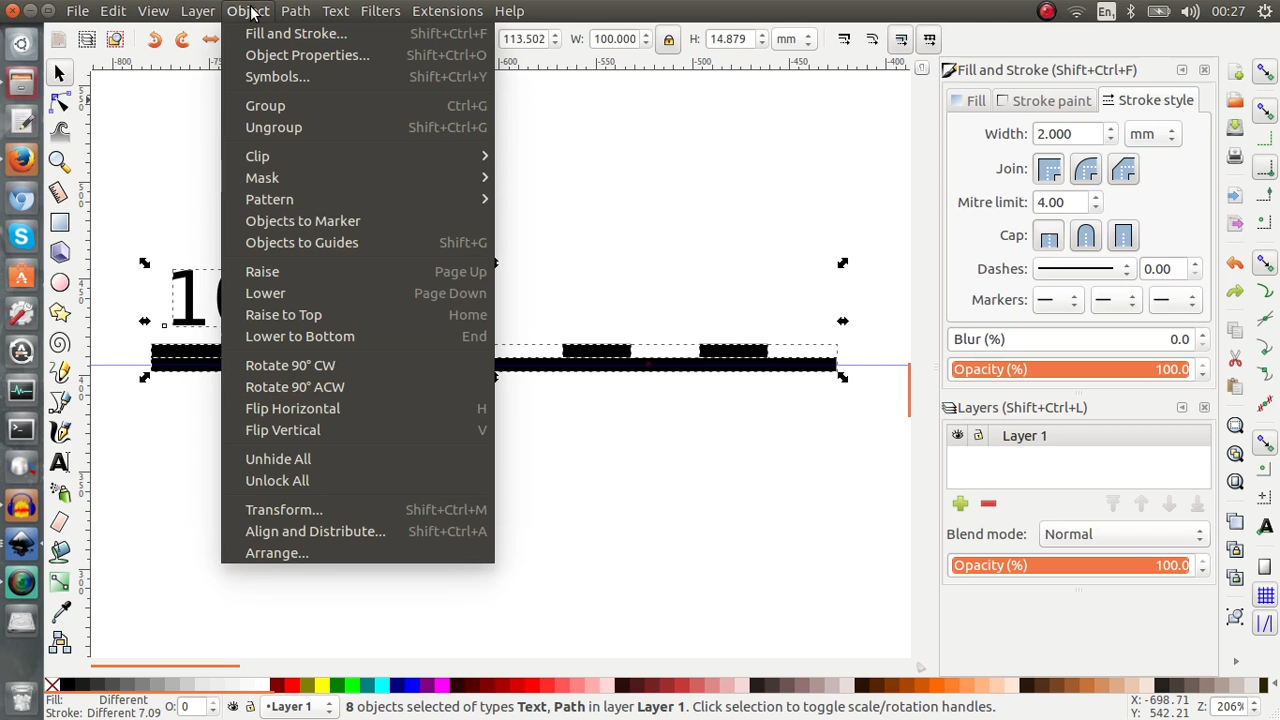 File Edit View Layer Object Path Text Filters Extensions Help
En1 00:27
Fill and Stroke... Shift+Ctrl+F
Object Properties... Shift+Ctrl+O
Symbols... Shift+Ctrl+Y
Group Ctrl+G
Ungroup Shift+Ctrl+G
Clip
Mask
Pattern
Objects to Marker
Objects to Guides Shift+G
Raise Page Up
Lower Page Down
Raise to Top Home
Lower to Bottom End
Rotate 90° CW
Rotate 90° ACW
Flip Horizontal H
Flip Vertical V
Unhide All
Unlock All
Transform... Shift+Ctrl+M
Align and Distribute... Shift+Ctrl+A
Arrange...
113.502 W: 100.000 H: 14.879 mm
-800 -600 -550 -500 -450 -400
10
Fill and Stroke (Shift+Ctrl+F)
Fill Stroke paint Stroke style
Width: 2.000 mm
Join:
Mitre limit: 4.00
Cap:
Dashes: 0.00
Markers:
Blur (%) 0.0
Opacity (%) 100.0
Layers (Shift+Ctrl+L)
Layer 1
Blend mode: Normal
Opacity (%) 100.0
Fill: Different
Stroke: Different 7.09
O: 0
•Layer 1
8 objects selected of types Text, Path in layer Layer 1. Click selection to toggle scale/rotation handles.
X: -698.71
Y: 542.21
Z: 206%